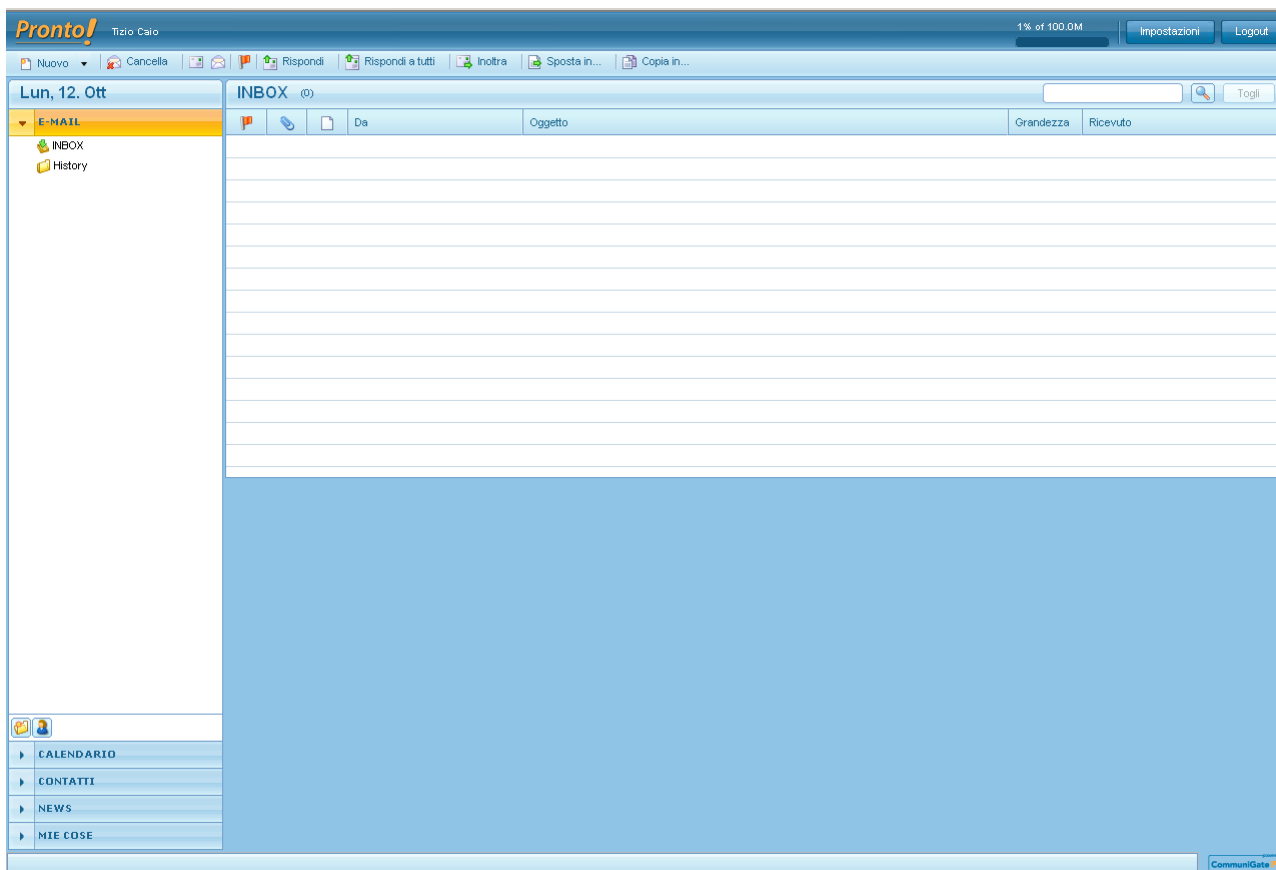 Pronto! Tizio Caio 1% of 100.0M Impostazioni Logout
Nuovo Cancella Rispondi Rispondi a tutti Inoltra Sposta in... Copia in...
Lun, 12. Ott INBOX (0) Togli
E-MAIL Da Oggetto Grandezza Ricevuto
INBOX
History
CALENDARIO
CONTATTI
NEWS
MIE COSE
CommuniGate